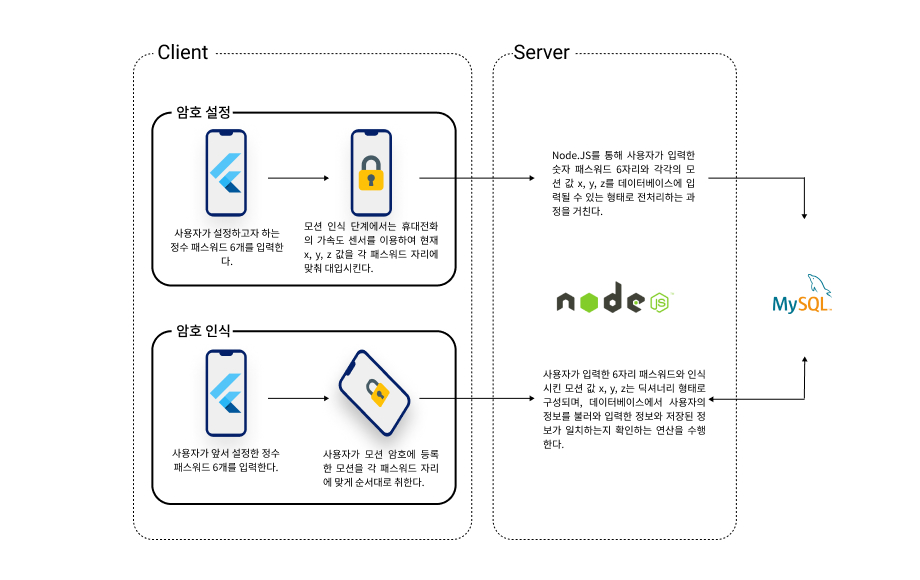 Client
Server
암호 설정
사용자가 설정하고자 하는
정수 패스워드 6개를 입력한
다.
모션 인식 단계에서는 휴대전화
의 가속도 센서를 이용하여 현재
x, y, z 값을 각 패스워드 자리에
맞춰 대입시킨다.
Node.JS를 통해 사용자가 입력한
숫자 패스워드 6자리와 각각의 모
션 값 x, y, z를 데이터베이스에 입
력될 수 있는 형태로 전처리하는 과
정을 거친다.
node
JS
MySQL
암호 인식
사용자가 앞서 설정한 정수
패스워드 6개를 입력한다.
사용자가 모션 암호에 등록
한 모션을 각 패스워드 자리
에 맞게 순서대로 취한다.
사용자가 입력한 6자리 패스워드와 인식
시킨 모션 값 x, y, z는 딕셔너리 형태로
구성되며, 데이터베이스에서 사용자의
정보를 불러와 입력한 정보와 저장된 정
보가 일치하는지 확인하는 연산을 수행
한다.